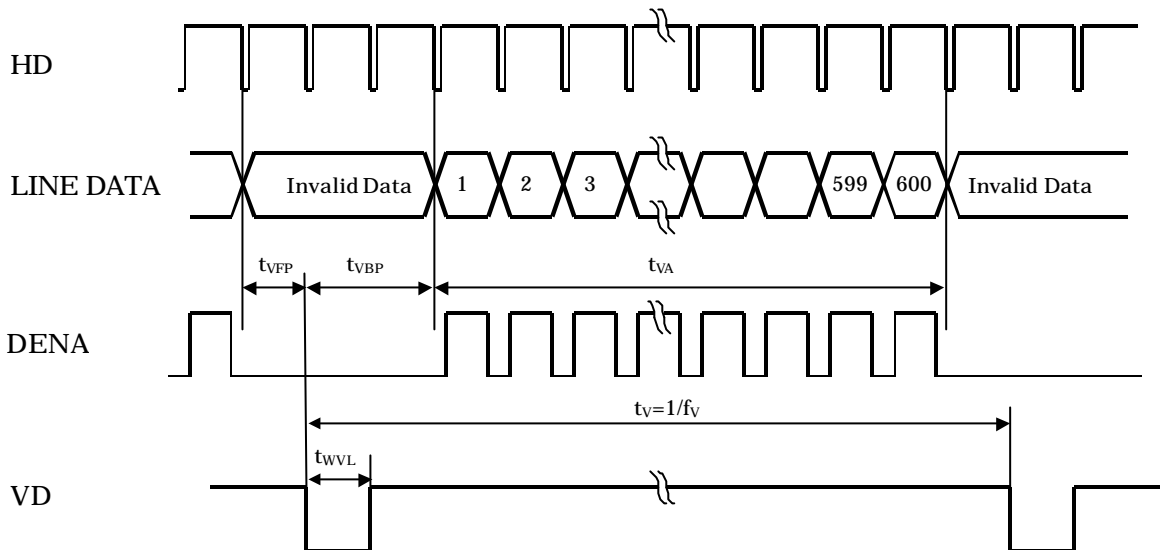 HD
LINE DATA
Invalid Data 1 2 3 599 600 Invalid Data
tVFP tVBP tVA
DENA
tV=1/fV
tWVL
VD